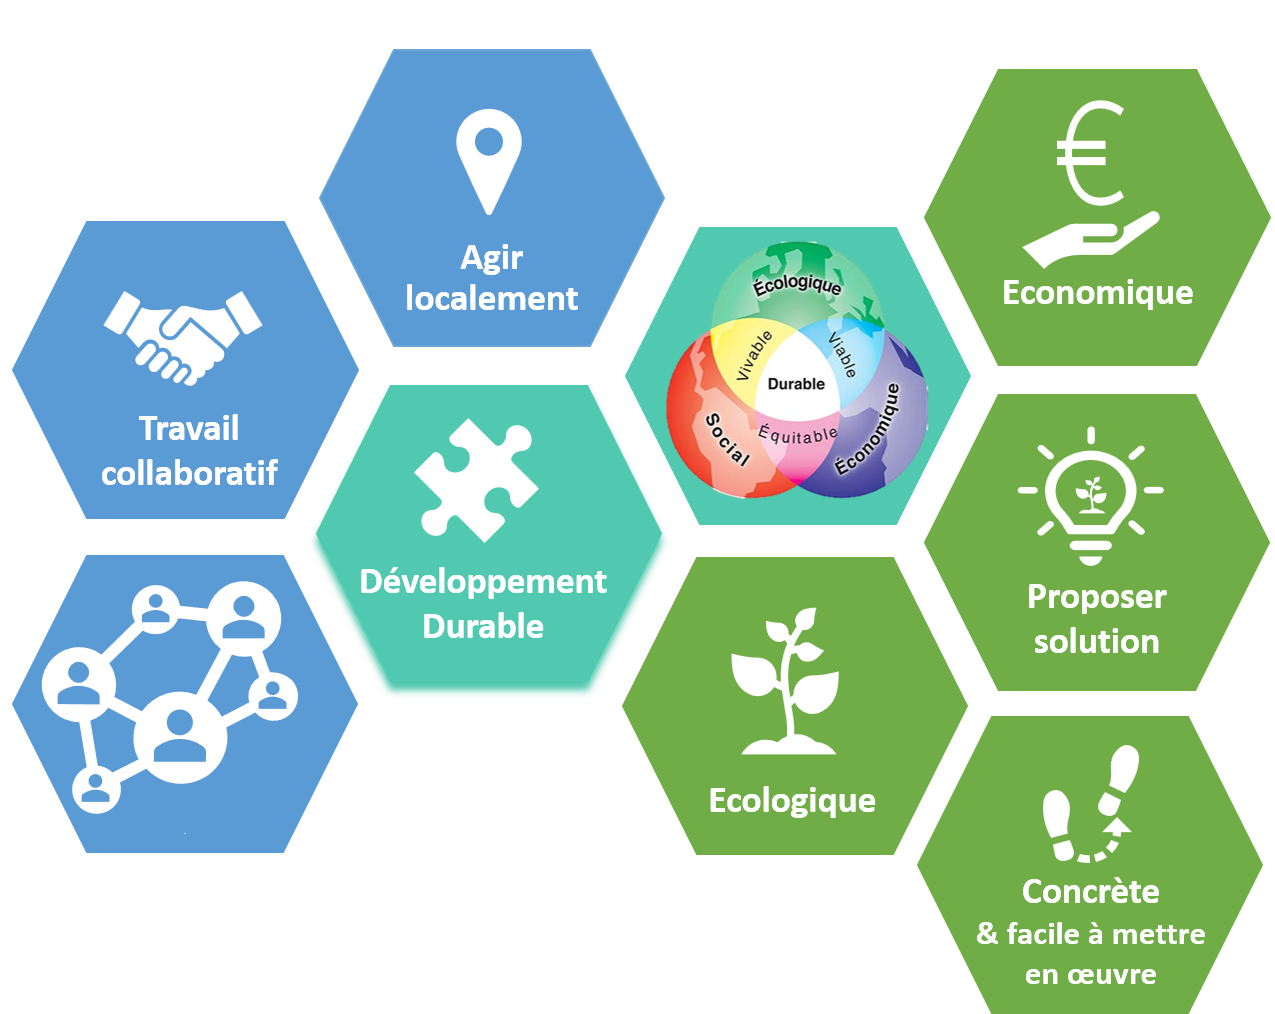 Agir
localement
Travail
collaboratif
Développement
Durable
Écologique
Vivable
Viable
Durable
Équitable
Social
Économique
€
Economique
Proposer
solution
Ecologique
Concrète
& facile à mettre
en œuvre